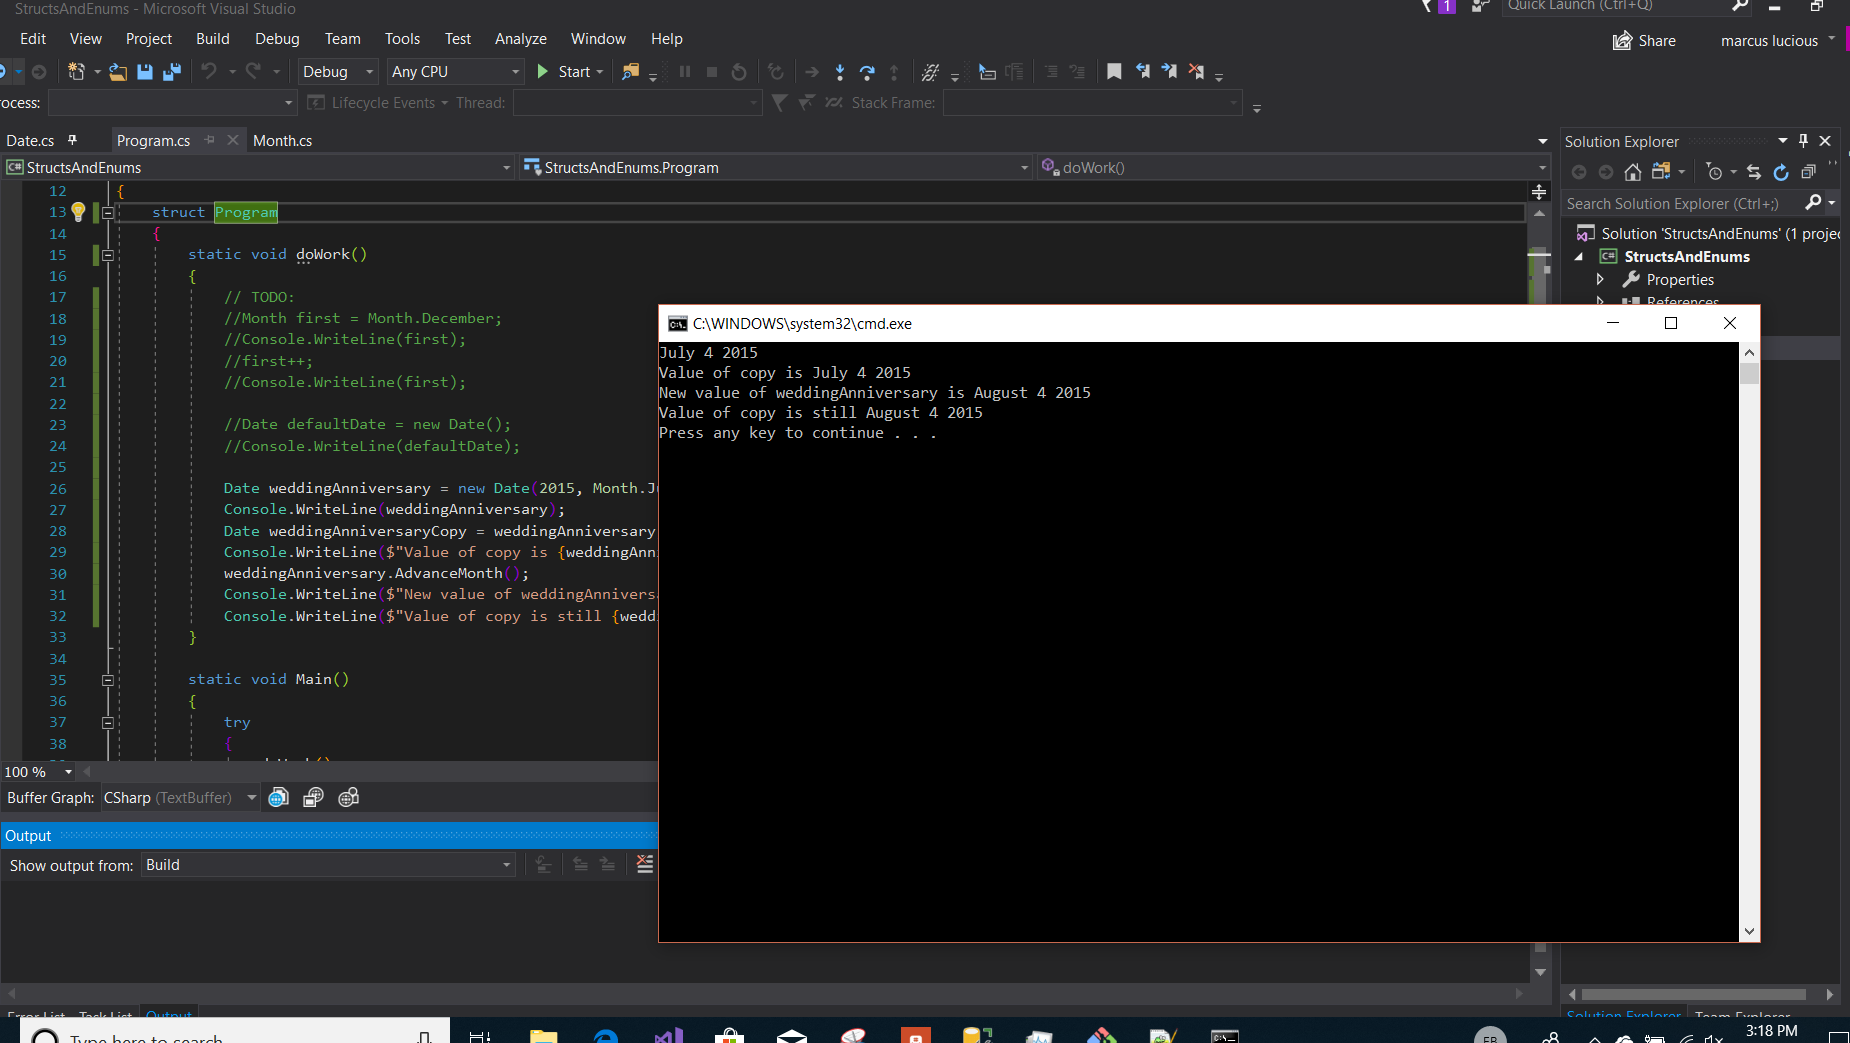 StructsAndEnums - Microsoft Visual Studio
1
Quick Launch (Ctrl+Q)
Edit View Project Build Debug Team Tools Test Analyze Window Help
Share
marcus lucious
Debug
Any CPU
Start
ocess:
Lifecycle Events
Thread:
Stack Frame:
Date.cs
Program.cs
Month.cs
StructsAndEnums
StructsAndEnums.Program
doWork()
12 {
13 struct Program
14 {
15 static void doWork()
16 {
17 // TODO:
18 //Month first = Month.December;
19 //Console.WriteLine(first);
20 //first++;
21 //Console.WriteLine(first);
22
23 //Date defaultDate = new Date();
24 //Console.WriteLine(defaultDate);
25
26 Date weddingAnniversary = new Date(2015, Month.Ju
27 Console.WriteLine(weddingAnniversary);
28 Date weddingAnniversaryCopy = weddingAnniversary
29 Console.WriteLine($"Value of copy is {weddingAnni
30 weddingAnniversary.AdvanceMonth();
31 Console.WriteLine($"New value of weddingAnniversa
32 Console.WriteLine($"Value of copy is still {wedd
33 }
34
35 static void Main()
36 {
37 try
38 {
100 %
Buffer Graph: CSharp (TextBuffer)
Output
Show output from: Build
Error List Task List Output
Solution Explorer
Search Solution Explorer (Ctrl+;)
Solution 'StructsAndEnums' (1 projec
C# StructsAndEnums
Properties
References
C:\WINDOWS\system32\cmd.exe
July 4 2015
Value of copy is July 4 2015
New value of weddingAnniversary is August 4 2015
Value of copy is still August 4 2015
Press any key to continue . . .
Solution Explorer Team Explorer
Type here to search
3:18 PM